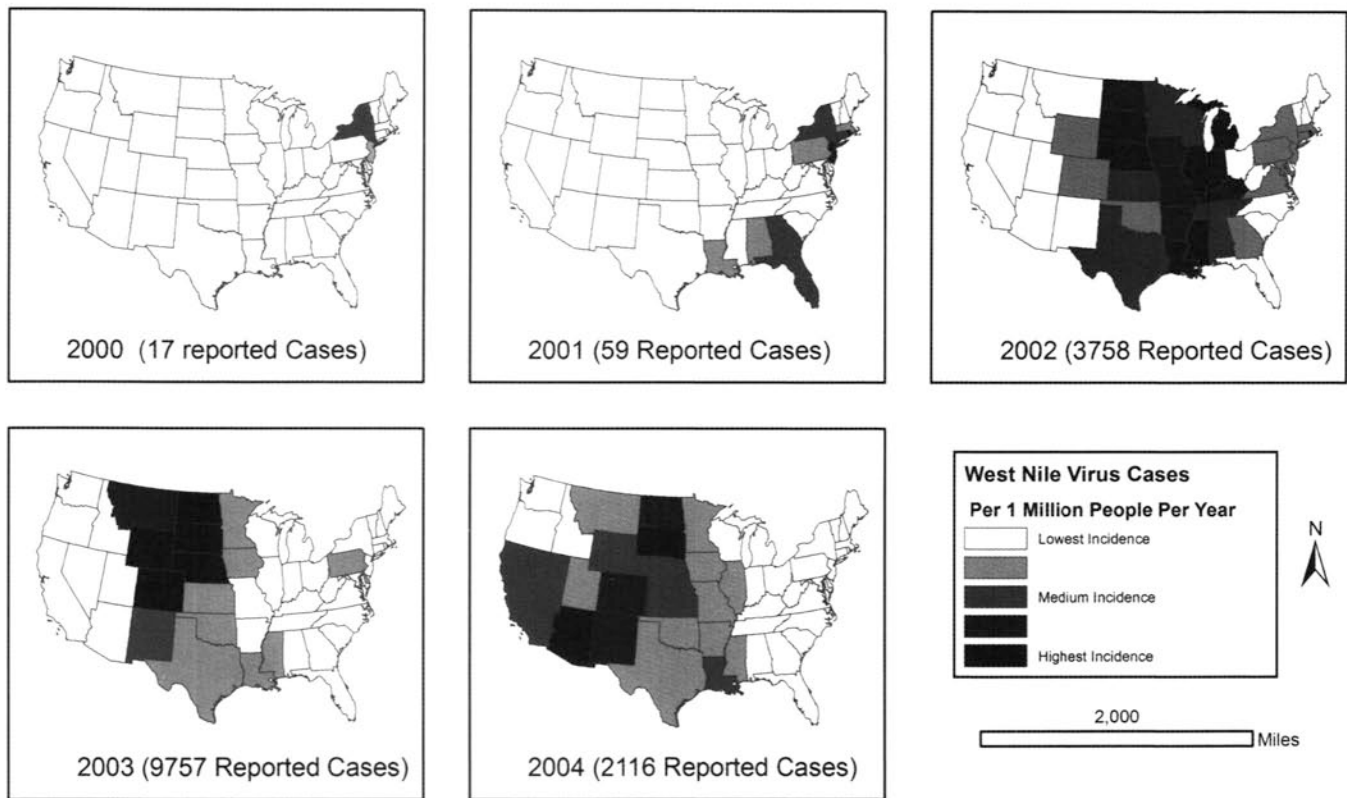 2000 (17 reported Cases)
2001 (59 Reported Cases)
2002 (3758 Reported Cases)
2003 (9757 Reported Cases)
2004 (2116 Reported Cases)
West Nile Virus Cases
Per 1 Million People Per Year
Lowest Incidence
Medium Incidence
Highest Incidence
N
2,000
Miles